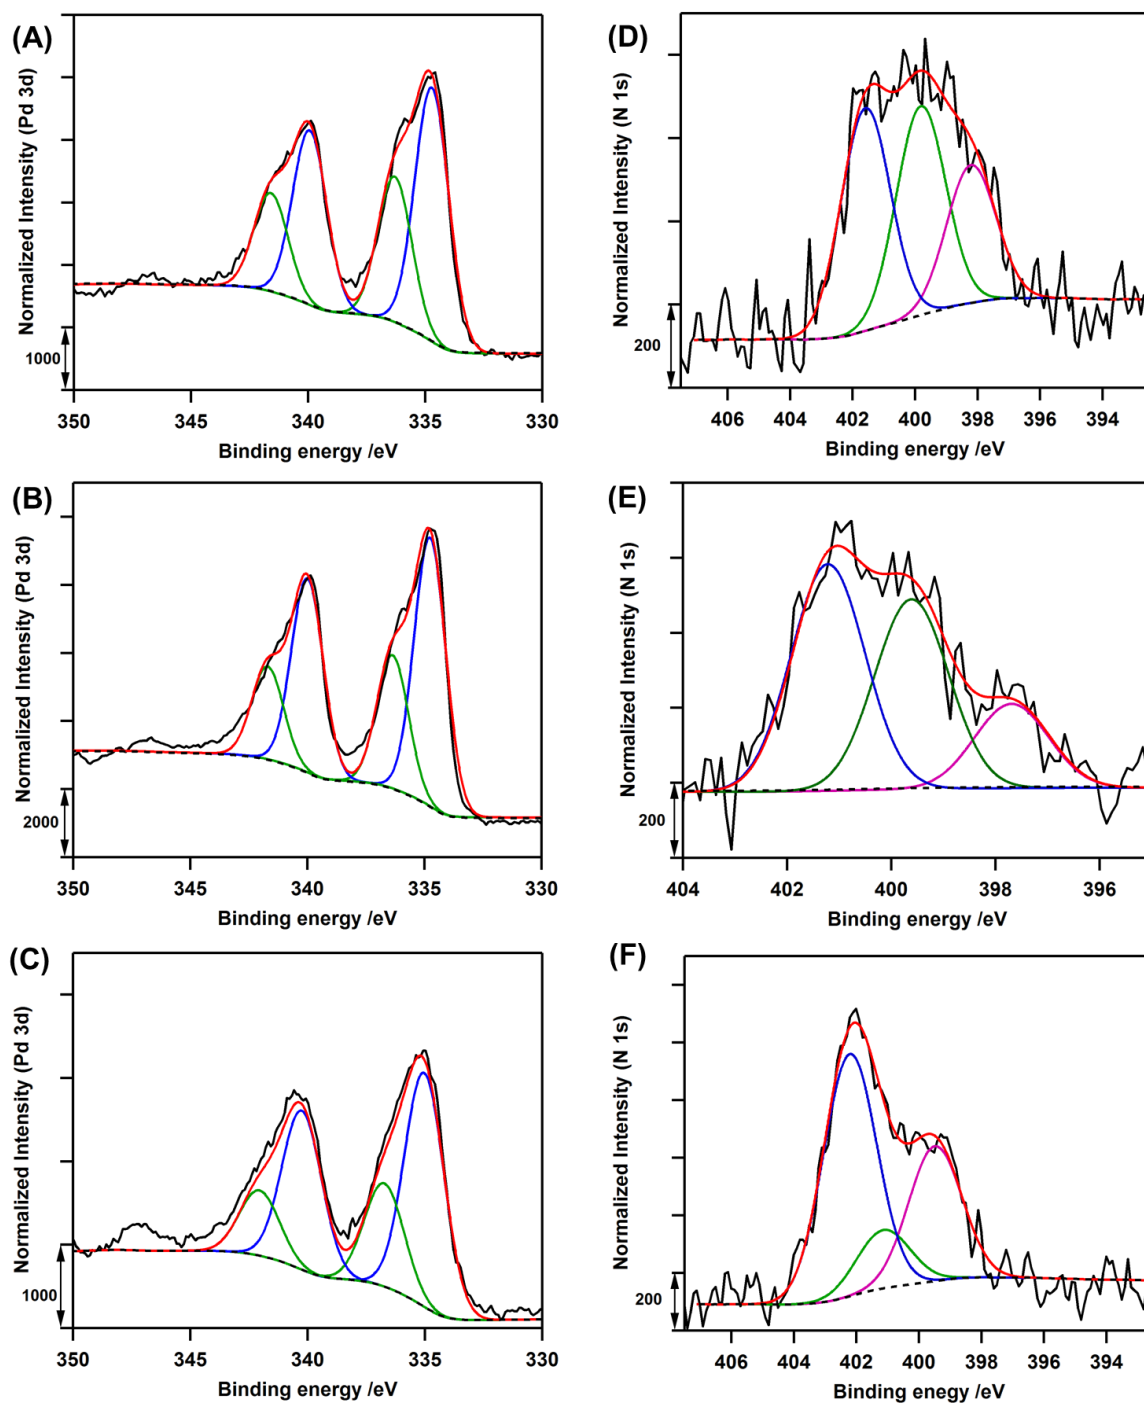 (A)
Normalized Intensity (Pd 3d)
1000
350 345 340 335 330
Binding energy /eV
(D)
Normalized Intensity (N 1s)
200
406 404 402 400 398 396 394
Binding energy /eV
(B)
Normalized Intensity (Pd 3d)
2000
350 345 340 335 330
Binding energy /eV
(E)
Normalized Intensity (N 1s)
200
404 402 400 398 396
Binding energy /eV
(C)
Normalized Intensity (Pd 3d)
1000
350 345 340 335 330
Binding energy /eV
(F)
Normalized Intensity (N 1s)
200
406 404 402 400 398 396 394
Binding enegy /eV